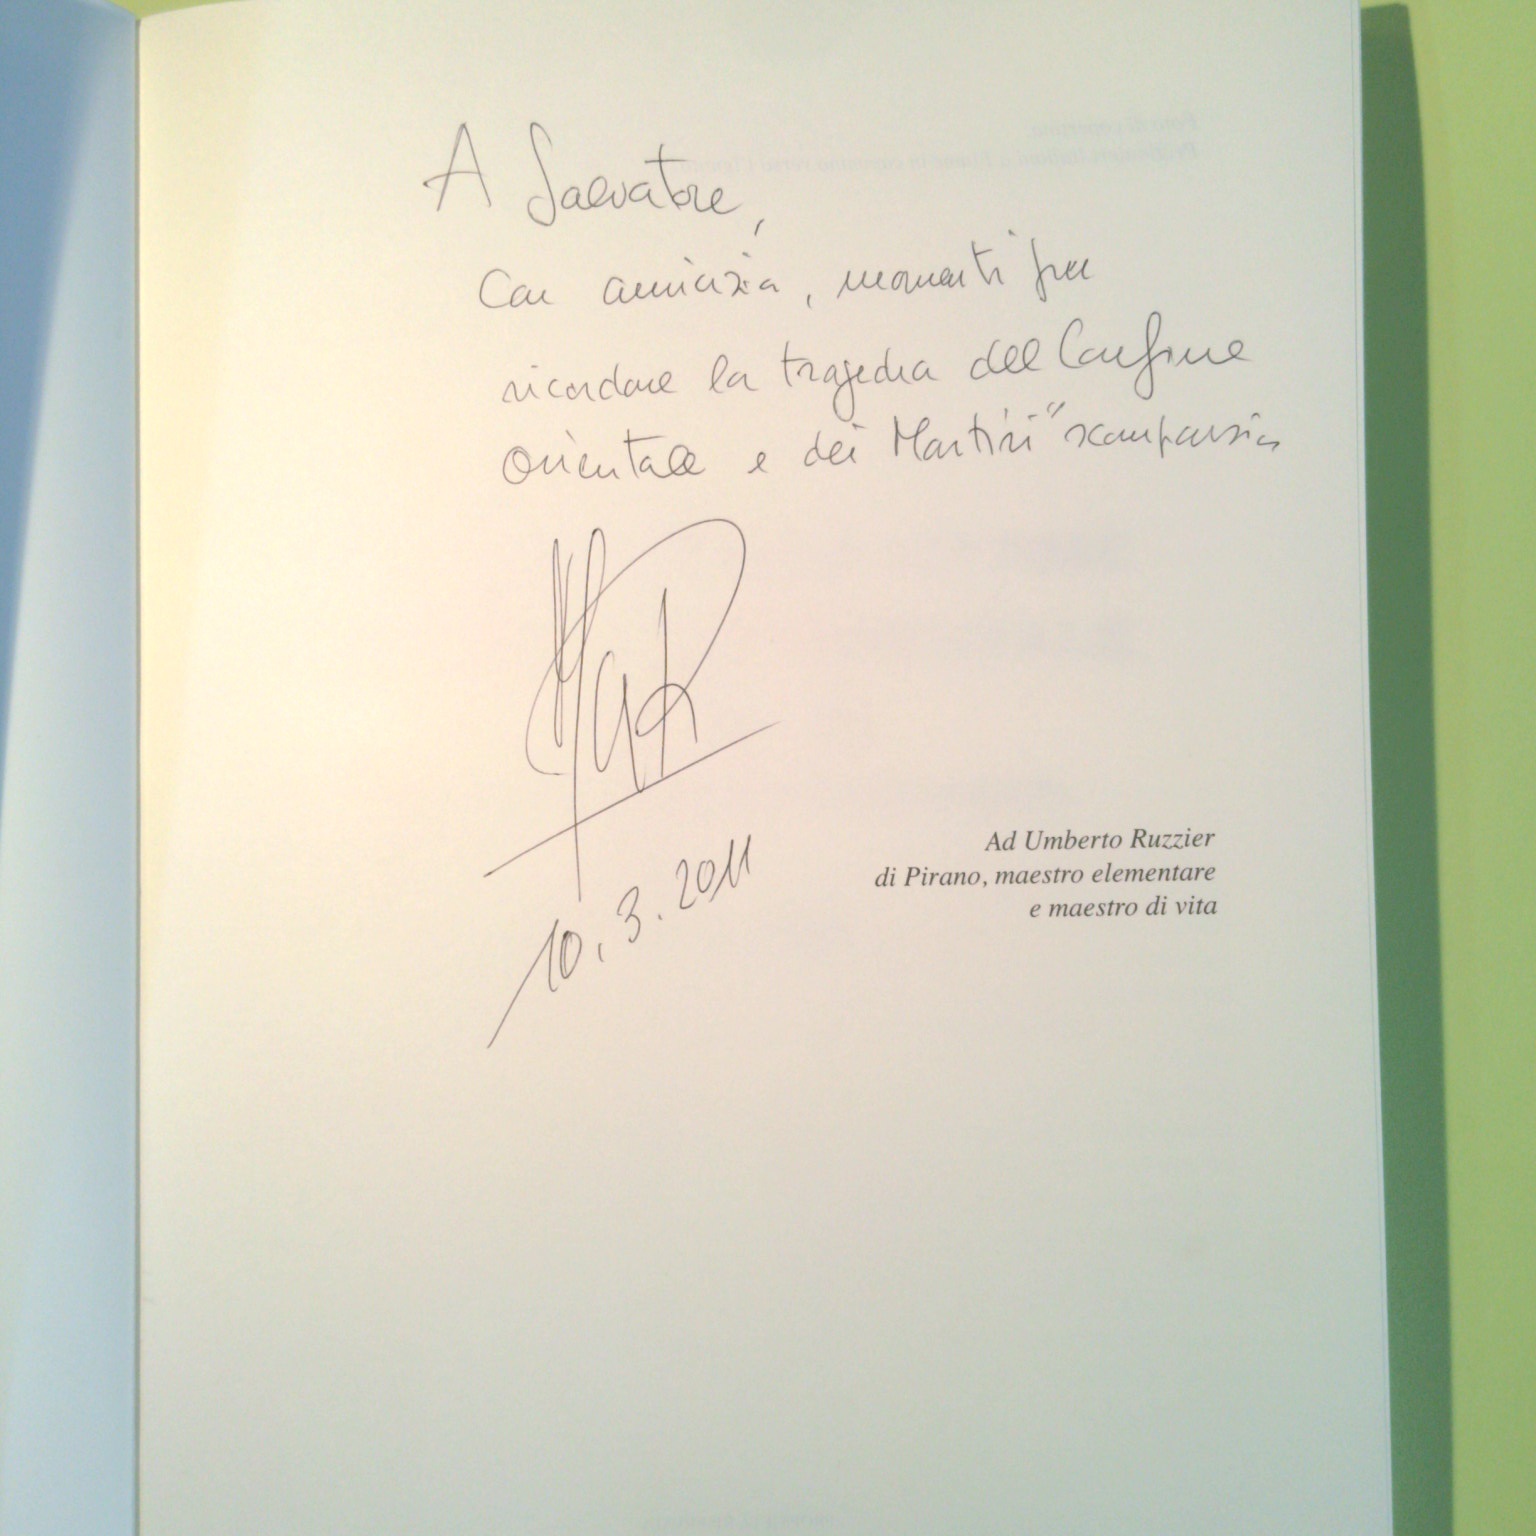 A Salvatore,
Con amicizia, momenti per
ricordare la tragedia del Confine
Orientale e dei Martiri "scomparsi"
10.3.2011
Ad Umberto Ruzzier
di Pirano, maestro elementare
e maestro di vita